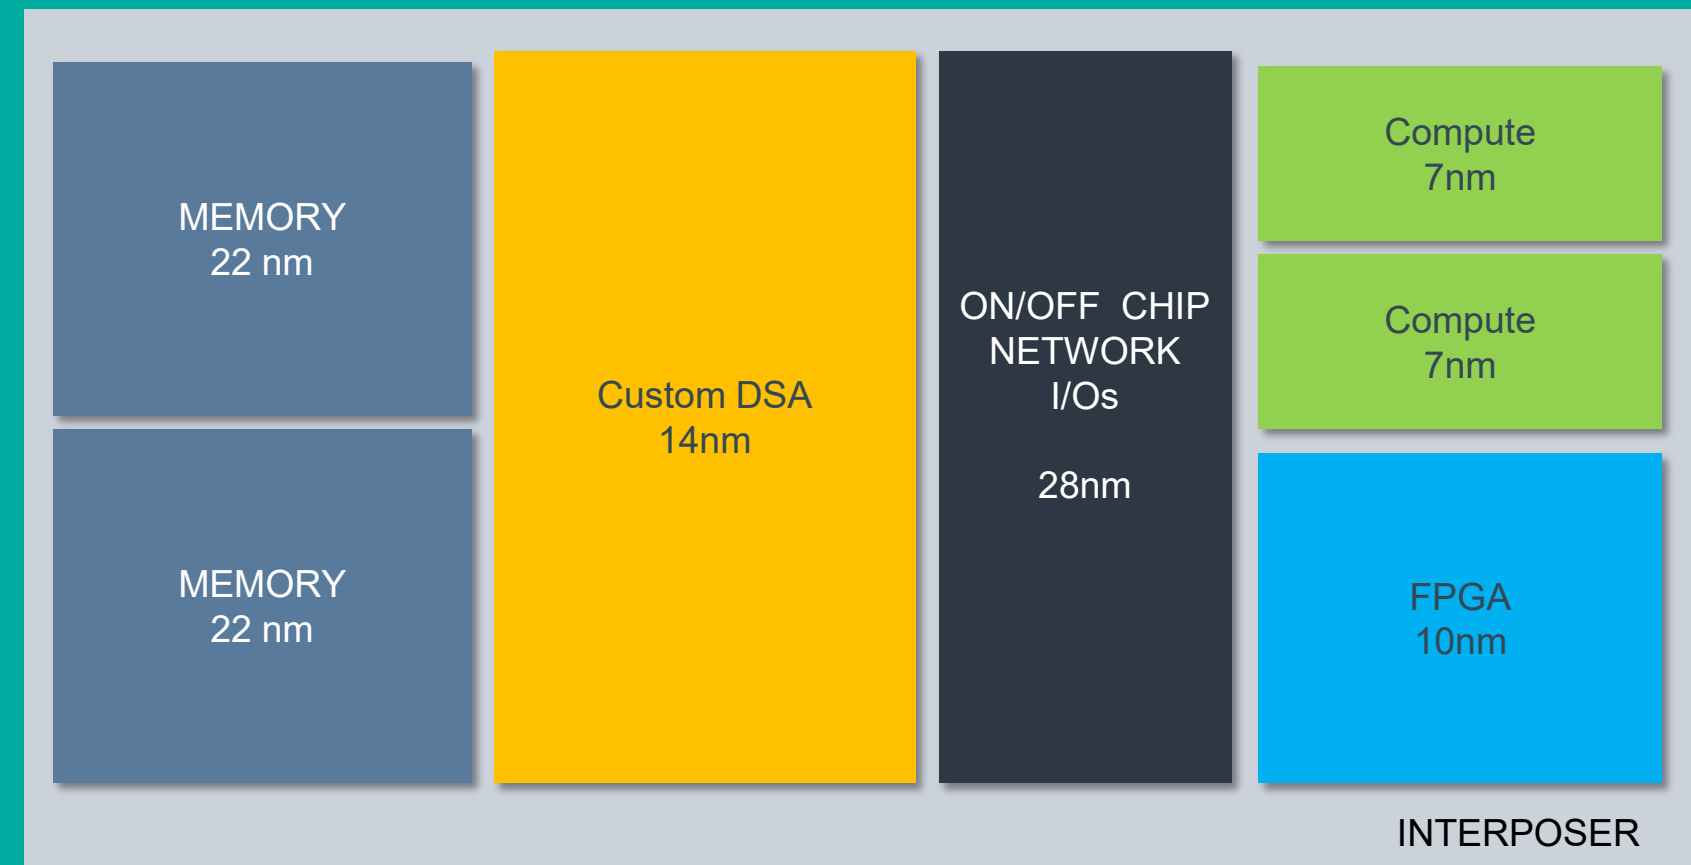 MEMORY
22 nm
MEMORY
22 nm
Custom DSA
14nm
ON/OFF CHIP
NETWORK
I/Os
28nm
Compute
7nm
Compute
7nm
FPGA
10nm
INTERPOSER